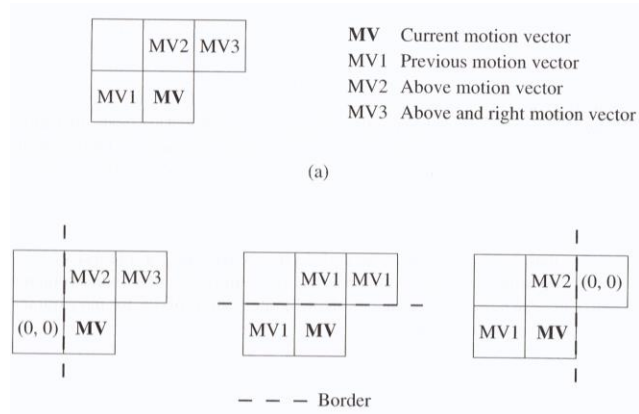 MV2 MV3
MV1 MV
MV Current motion vector
MV1 Previous motion vector
MV2 Above motion vector
MV3 Above and right motion vector
(a)
MV2 MV3
(0, 0) MV
MV1 MV1
MV1 MV
MV2 (0, 0)
MV1 MV
Border